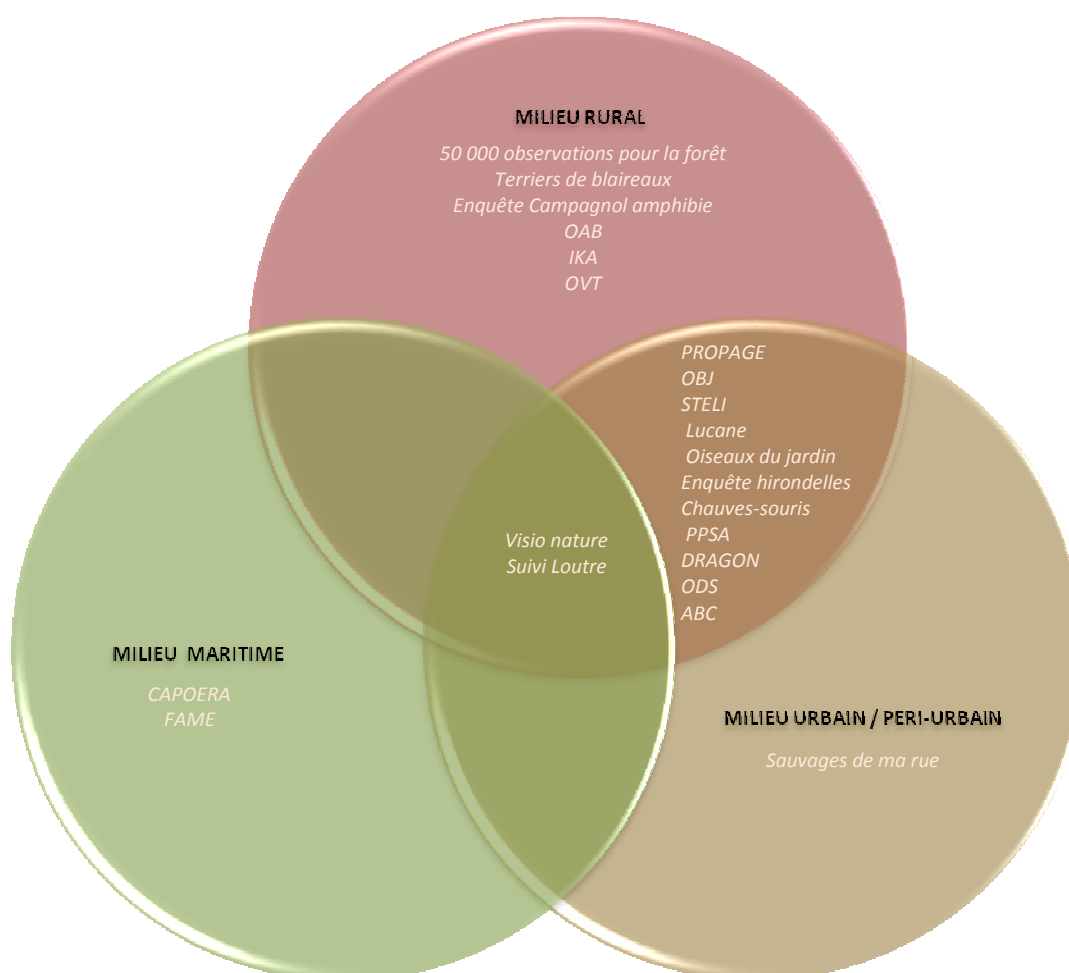 MILIEU RURAL
50 000 observations pour la forêt
Terriers de blaireaux
Enquête Campagnol amphibie
OAB
IKA
OVT
PROPAGE
OBJ
STELI
Lucane
Oiseaux du jardin
Enquête hirondelles
Chauves-souris
PPSA
DRAGON
ODS
ABC
Visio nature
Suivi Loutre
MILIEU MARITIME
CAPOERA
FAME
MILIEU URBAIN / PERI-URBAIN
Sauvages de ma rue